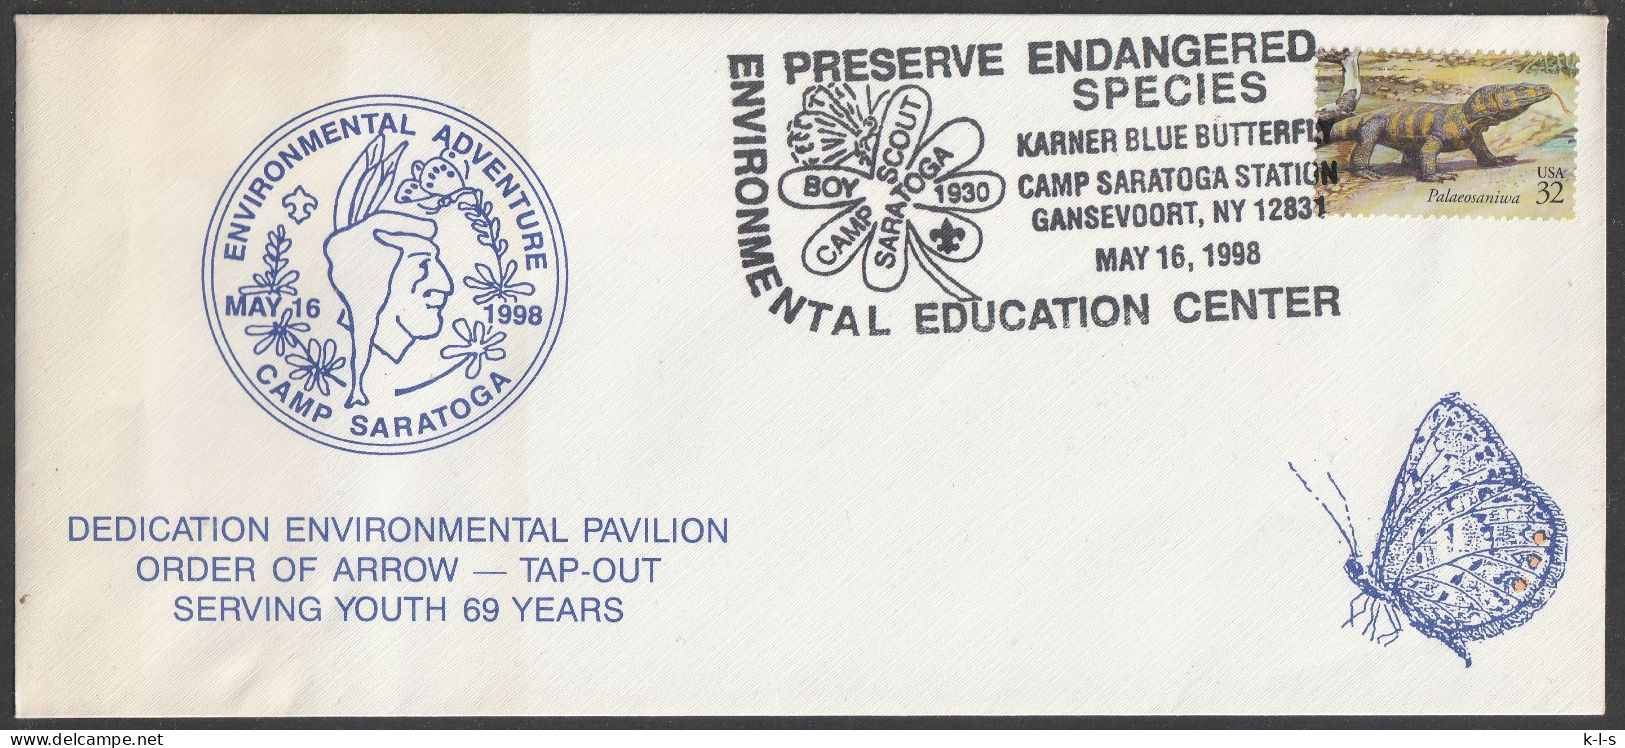 ENVIRONMENTAL ADVENTURE
MAY 16
1998
CAMP SARATOGA
DEDICATION ENVIRONMENTAL PAVILION
ORDER OF ARROW — TAP-OUT
SERVING YOUTH 69 YEARS
PRESERVE ENDANGERED
SPECIES
KARNER BLUE BUTTERFLY
CAMP SARATOGA STATION
GANSEVOORT, NY 12831
MAY 16, 1998
ENVIRONMENTAL EDUCATION CENTER
BOY
SCOUT
CAMP
SARATOGA
SARATOGA
1930
USA
Palaeosaniwa 32
www.delcampe.net
k-l-s